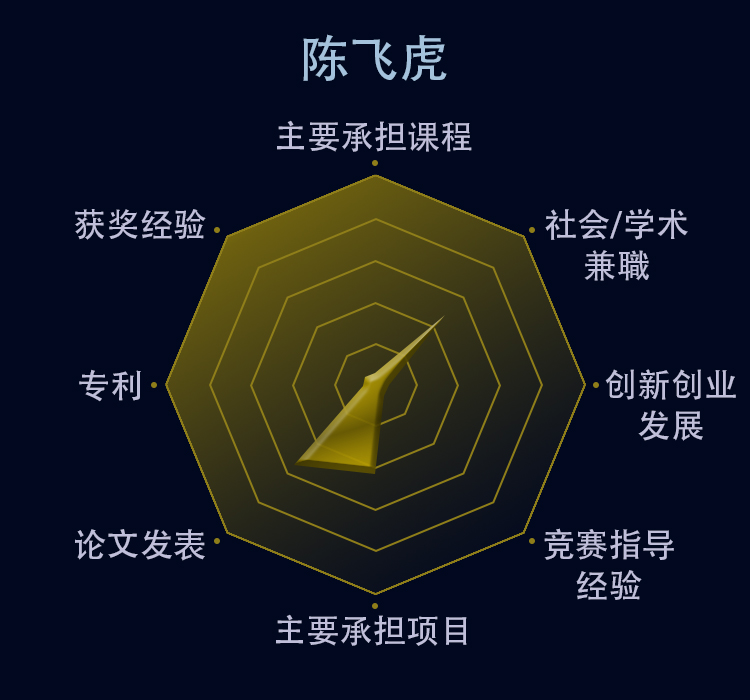 陈飞虎
主要承担课程
获奖经验
社会/学术
兼職
专利
创新创业
发展
论文发表
竞赛指导
经验
主要承担项目